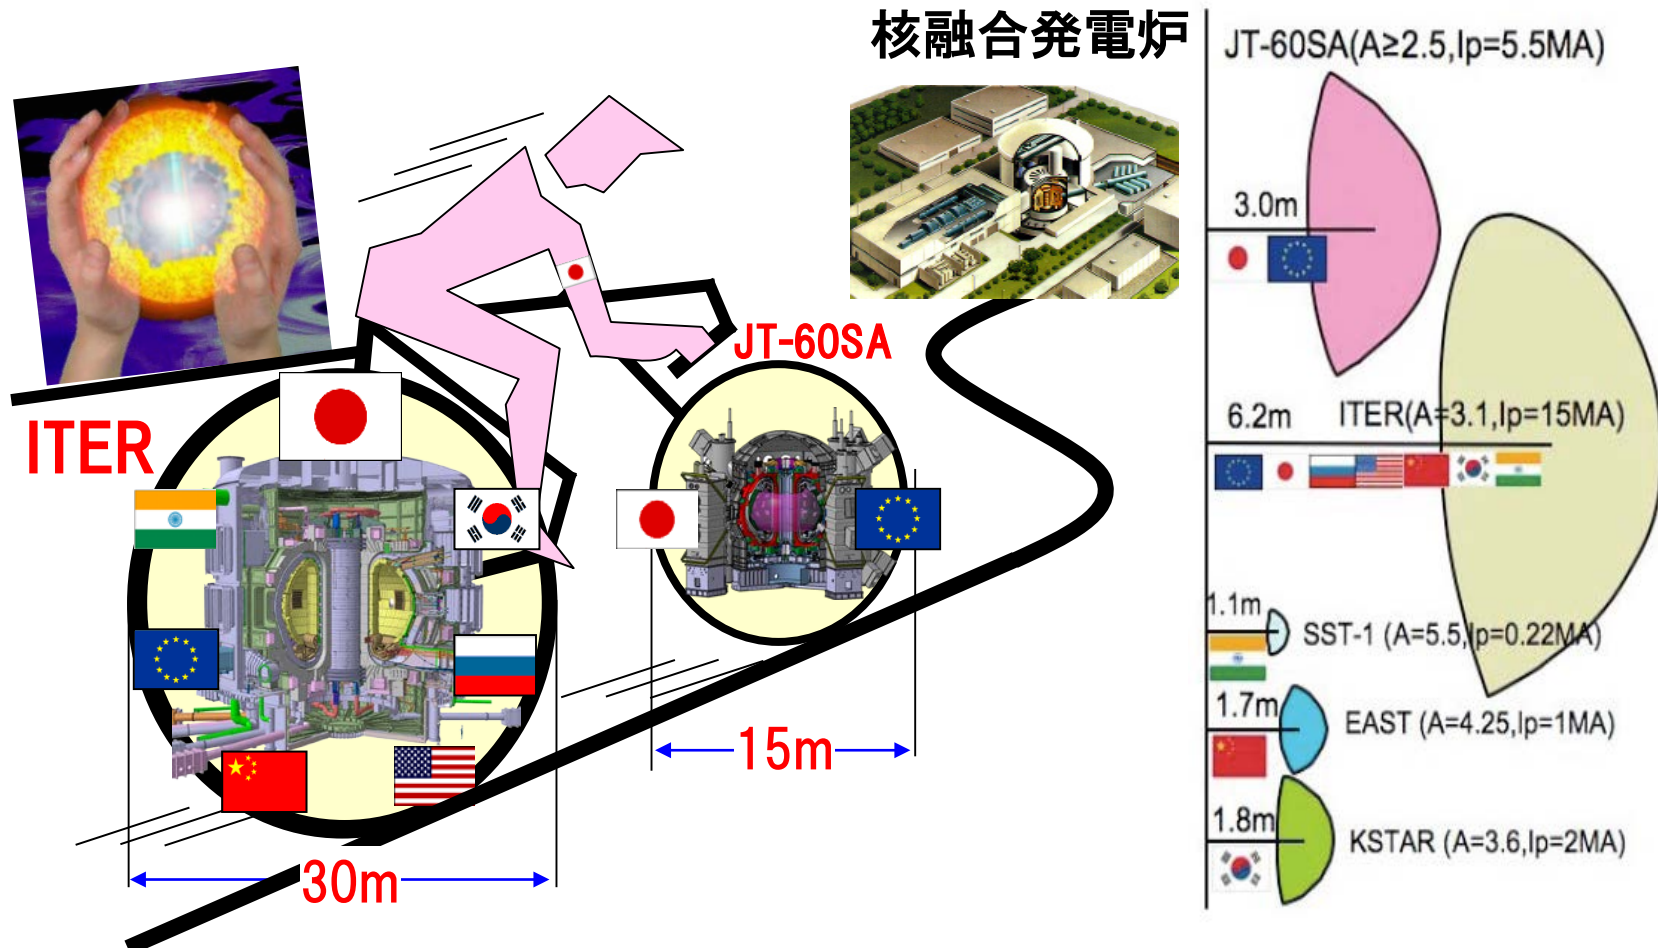 核融合発電炉
JT-60SA
ITER
15m
30m
JT-60SA(A≥2.5,Ip=5.5MA)
3.0m
6.2m
ITER(A=3.1,Ip=15MA)
1.1m
SST-1 (A=5.5,Ip=0.22MA)
1.7m
EAST (A=4.25,Ip=1MA)
1.8m
KSTAR (A=3.6,Ip=2MA)